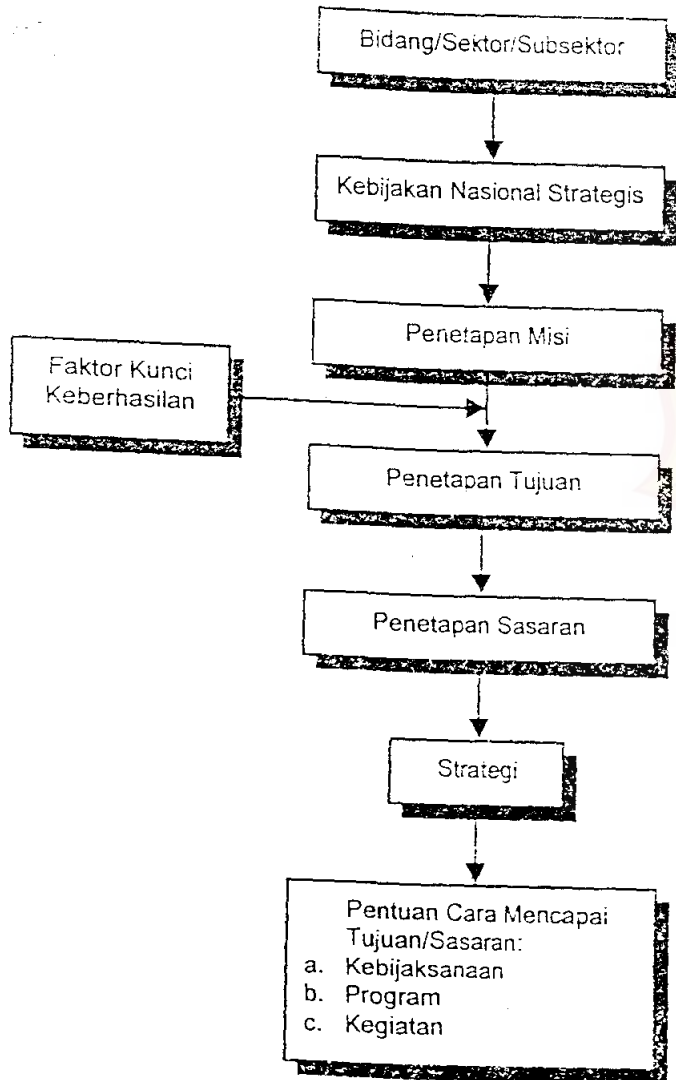 Bidang/Sektor/Subsektor
Kebijakan Nasional Strategis
Penetapan Misi
Faktor Kunci
Keberhasilan
Penetapan Tujuan
Penetapan Sasaran
Strategi
Pentuan Cara Mencapai
Tujuan/Sasaran:
a. Kebijaksanaan
b. Program
c. Kegiatan